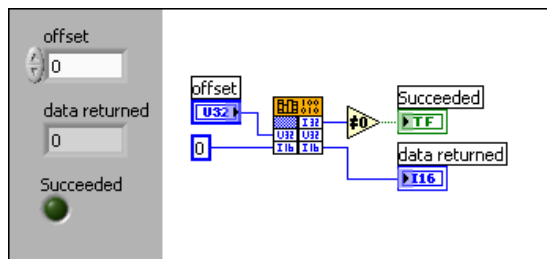 offset
0
data returned
0
Succeeded
offset
U32
0
I32
U32 U32
I16 I16
≠0
Succeeded
TF
data returned
I16